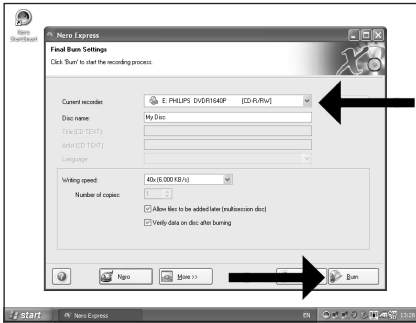 Nero
StartSmart
Nero Express
Final Burn Settings
Click 'Burn' to start the recording process.
Current recorder:
E: PHILIPS DVDR1640P [CD-R/RW]
Disc name:
My Disc
Title (CD TEXT):
Artist (CD TEXT):
Language
Writing speed:
40x (6.000 KB/s)
Number of copies:
1
Allow files to be added later (multisession disc)
Verify data on disc after burning
?
Nero
More >>
Burn
start
Nero Express
EN
13:28